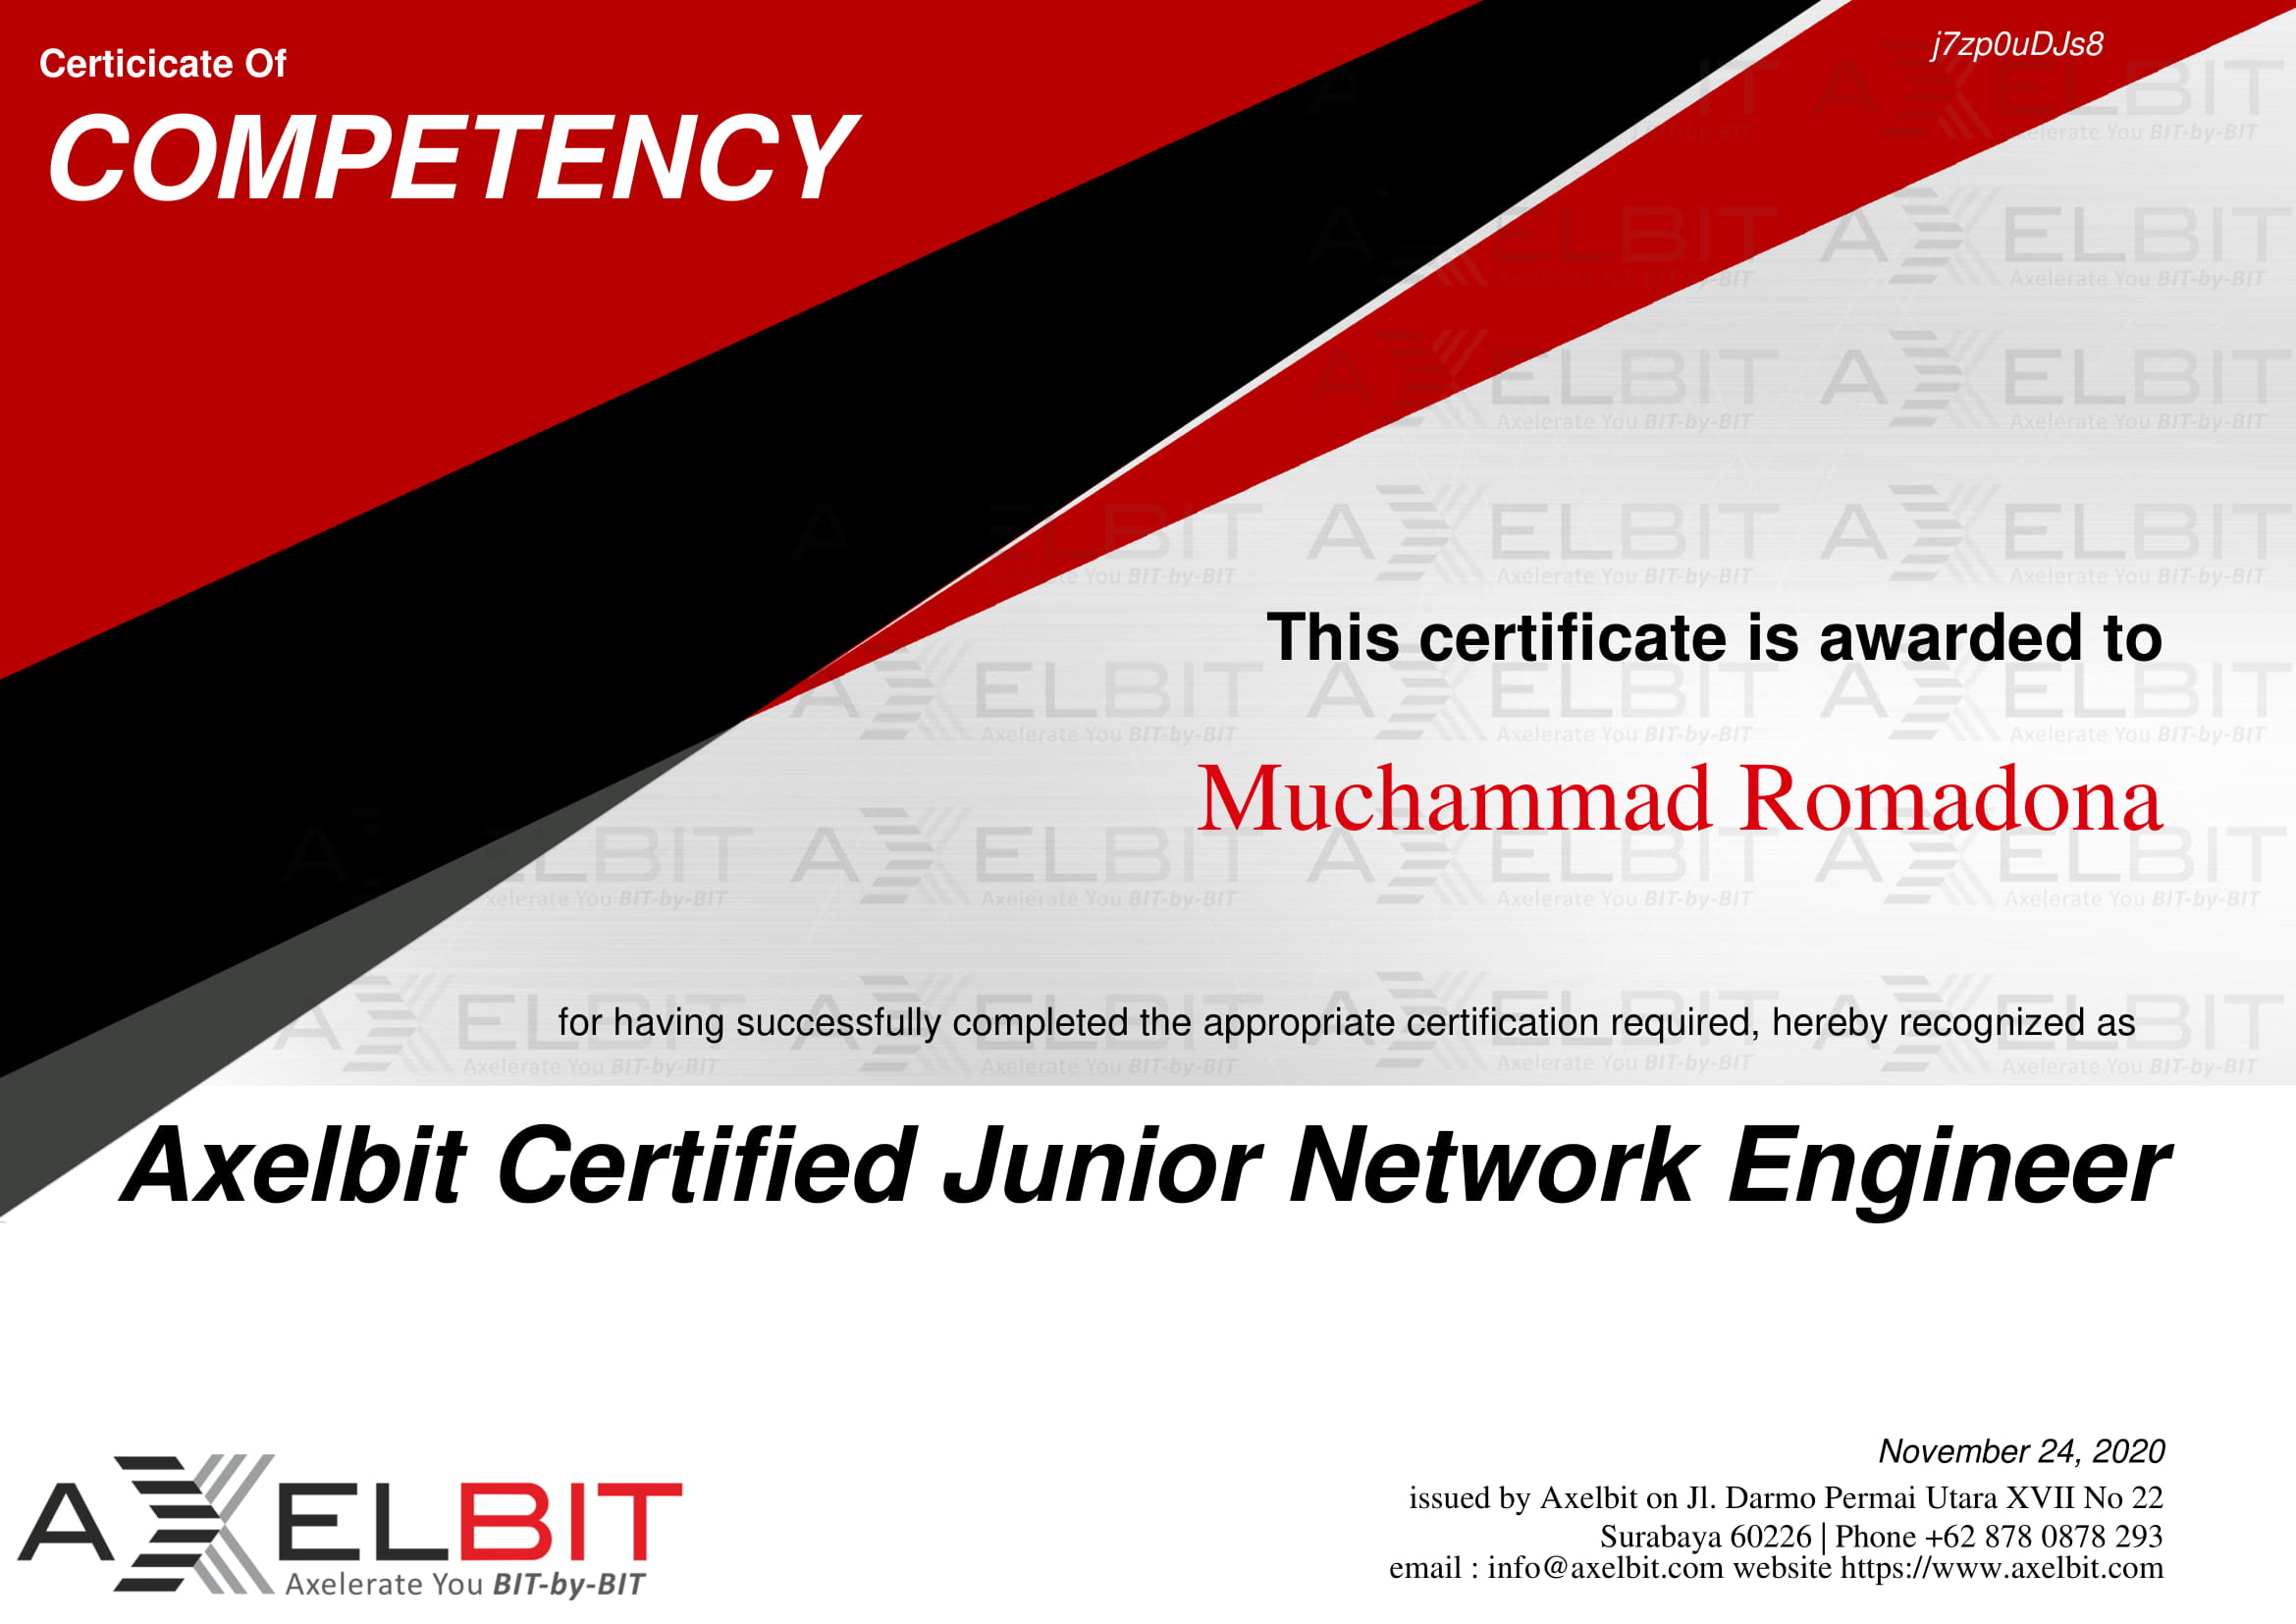 Certicicate Of
j7zp0uDJs8
COMPETENCY
This certificate is awarded to
Muchammad Romadona
for having successfully completed the appropriate certification required, hereby recognized as
Axelbit Certified Junior Network Engineer
November 24, 2020
issued by Axelbit on Jl. Darmo Permai Utara XVII No 22
Surabaya 60226 | Phone +62 878 0878 293
email : info@axelbit.com website https://www.axelbit.com
AXELBIT
Axelerate You BIT-by-BIT